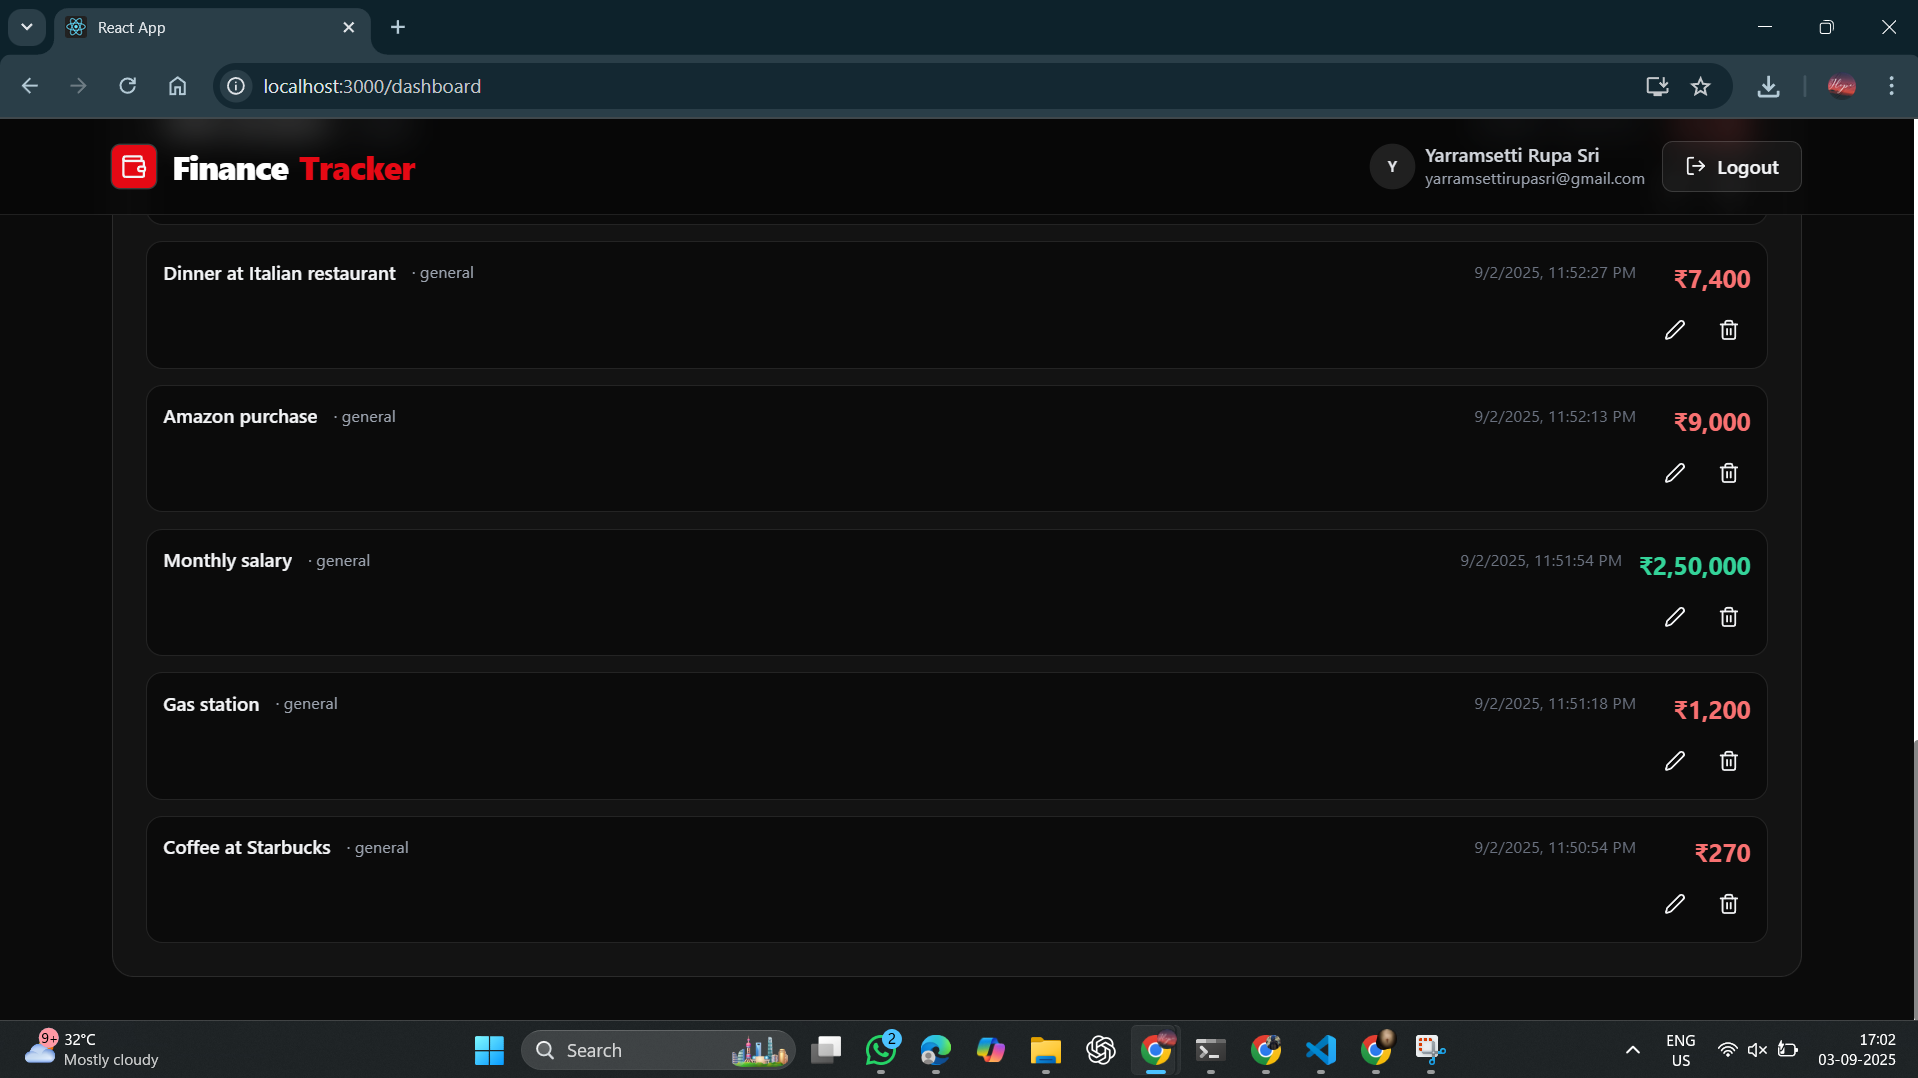 React App
localhost:3000/dashboard
Finance Tracker
Y
Yarramsetti Rupa Sri
yarramsettirupasri@gmail.com
Logout
Dinner at Italian restaurant · general 9/2/2025, 11:52:27 PM ₹7,400
Amazon purchase · general 9/2/2025, 11:52:13 PM ₹9,000
Monthly salary · general 9/2/2025, 11:51:54 PM ₹2,50,000
Gas station · general 9/2/2025, 11:51:18 PM ₹1,200
Coffee at Starbucks · general 9/2/2025, 11:50:54 PM ₹270
9+
32°C
Mostly cloudy
Search
2
ENG
US
17:02
03-09-2025